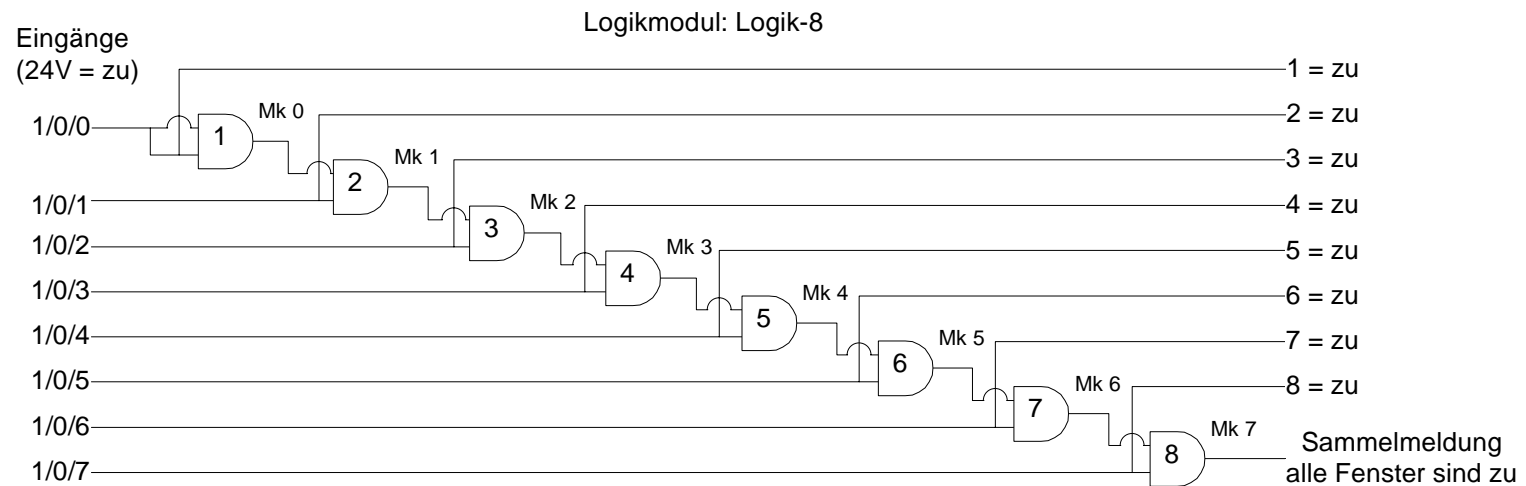 Logikmodul: Logik-8
Eingänge
(24V = zu)
1 = zu
Mk 0
2 = zu
1/0/0
1
Mk 1
3 = zu
2
1/0/1
Mk 2
4 = zu
3
1/0/2
Mk 3
5 = zu
4
1/0/3
Mk 4
6 = zu
5
1/0/4
Mk 5
7 = zu
6
1/0/5
Mk 6
8 = zu
7
1/0/6
Mk 7
Sammelmeldung
8
1/0/7
alle Fenster sind zu